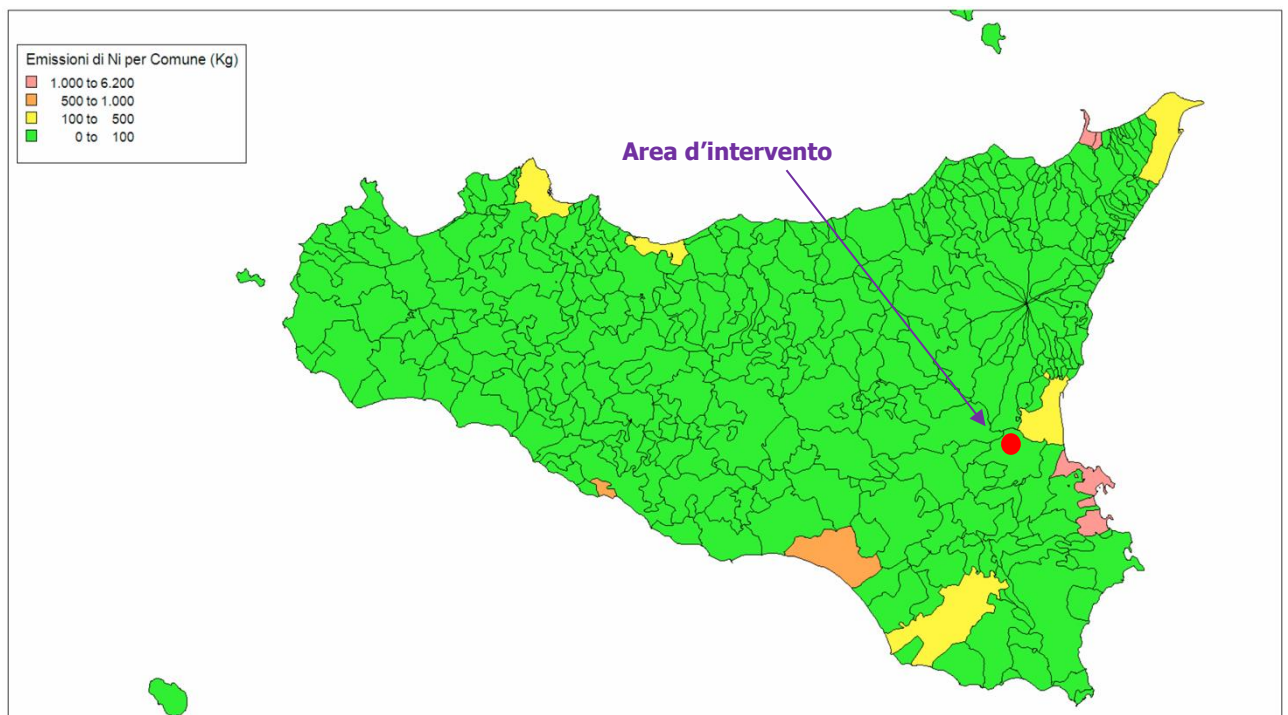 Emissioni di Ni per Comune (Kg)
1.000 to 6.200
500 to 1.000
100 to 500
0 to 100
Area d'intervento